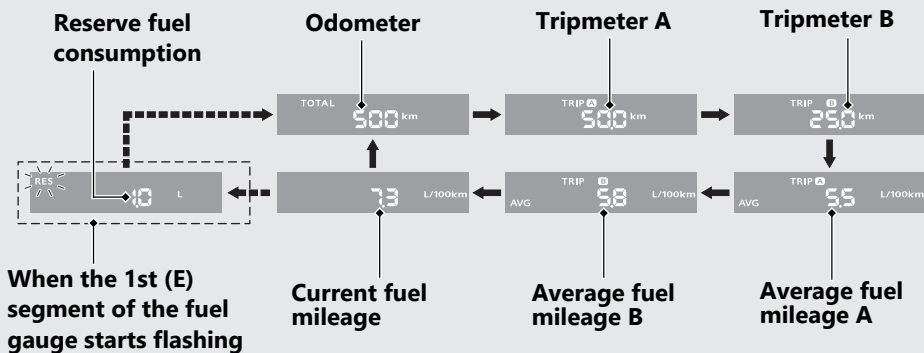 Reserve fuel
consumption
Odometer
Tripmeter A
Tripmeter B
TOTAL
500 km
TRIP A
50.0 km
TRIP B
25.0 km
RES
1.0 L
7.3 L/100km
TRIP B
AVG 5.8 L/100km
TRIP A
AVG 5.5 L/100km
When the 1st (E)
segment of the fuel
gauge starts flashing
Current fuel
mileage
Average fuel
mileage B
Average fuel
mileage A